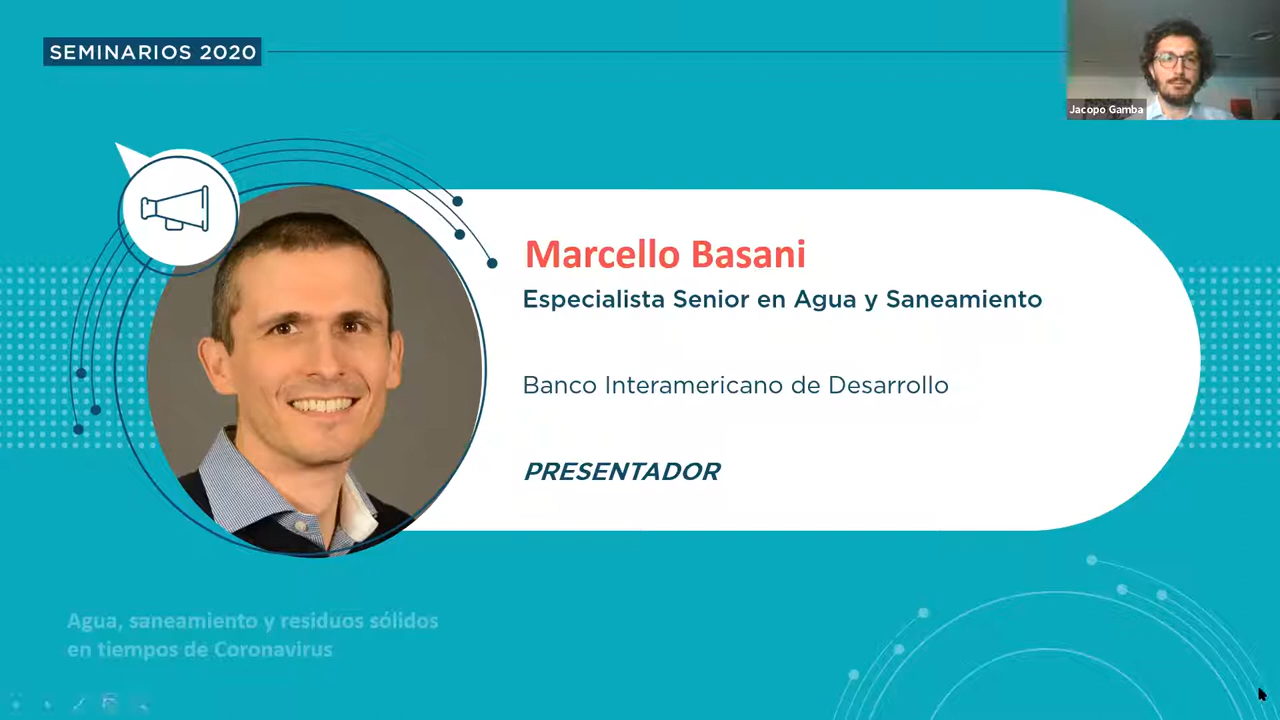 SEMINARIOS 2020
Jacopo Gamba
Marcello Basani
Especialista Senior en Agua y Saneamiento
Banco Interamericano de Desarrollo
PRESENTADOR
Agua, saneamiento y residuos sólidos
en tiempos de Coronavirus